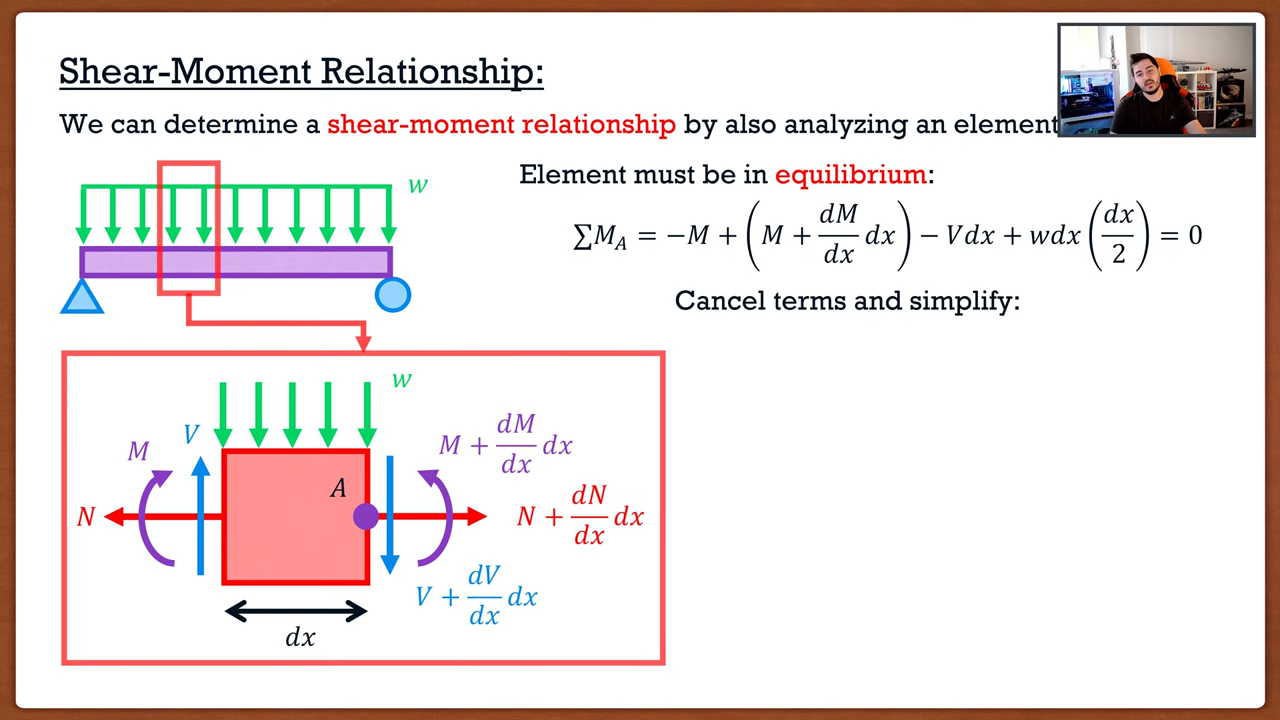 Shear-Moment Relationship:
We can determine a shear-moment relationship by also analyzing an element
Element must be in equilibrium:
∑M_A = −M + (M + dM/dx dx) − Vdx + wdx (dx/2) = 0
Cancel terms and simplify:
w
w
M
V
M + dM/dx dx
A
N
N + dN/dx dx
V + dV/dx dx
dx